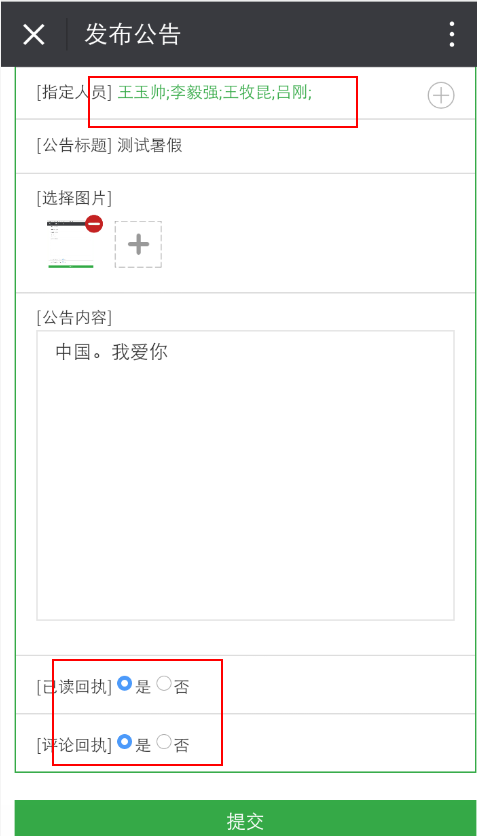 发布公告
[指定人员] 王玉帅;李毅强;王牧昆;吕刚;
[公告标题] 测试暑假
[选择图片]
[公告内容]
中国。我爱你
[已读回执] 是 否
[评论回执] 是 否
提交